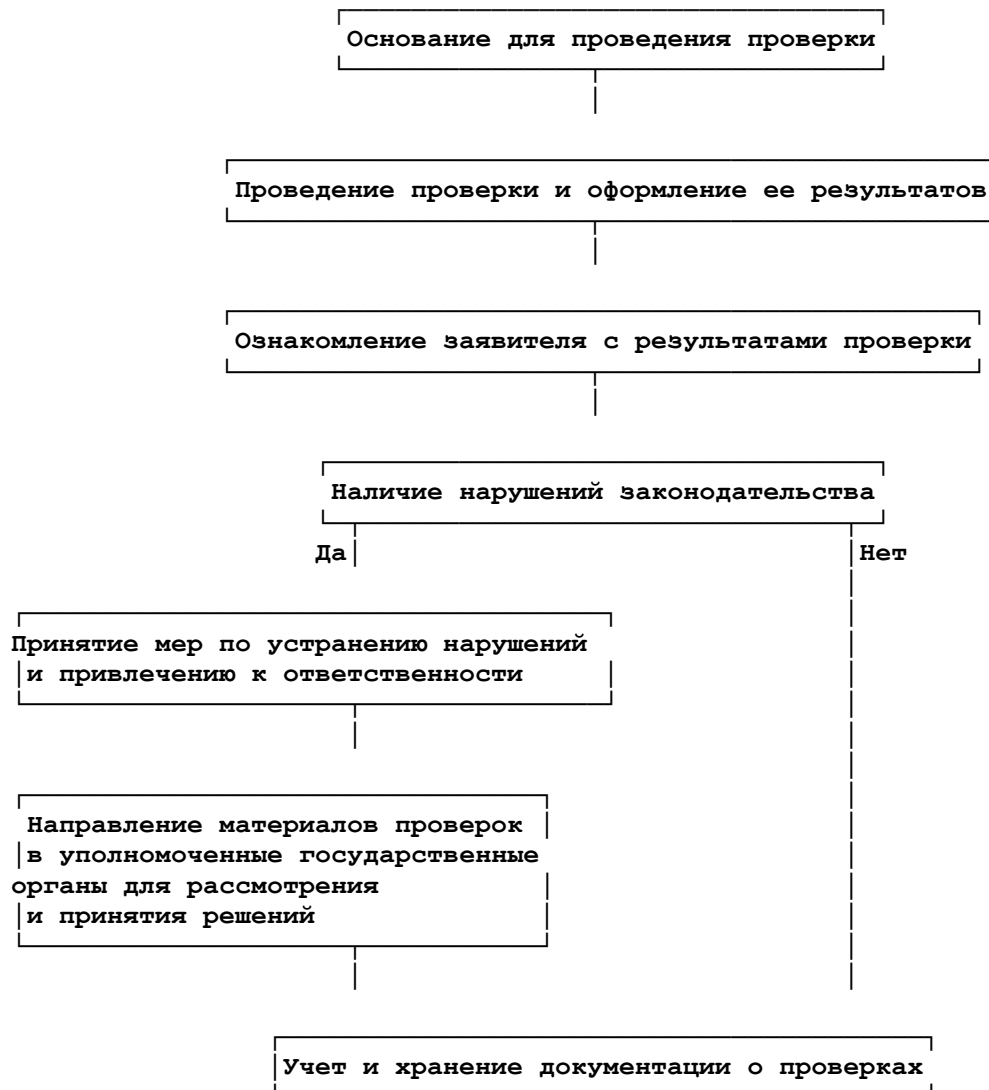 Основание для проведения проверки
Проведение проверки и оформление ее результатов
Ознакомление заявителя с результатами проверки
Наличие нарушений законодательства
Да
Нет
Принятие мер по устранению нарушений
и привлечению к ответственности
Направление материалов проверок
в уполномоченные государственные
органы для рассмотрения
и принятия решений
Учет и хранение документации о проверках